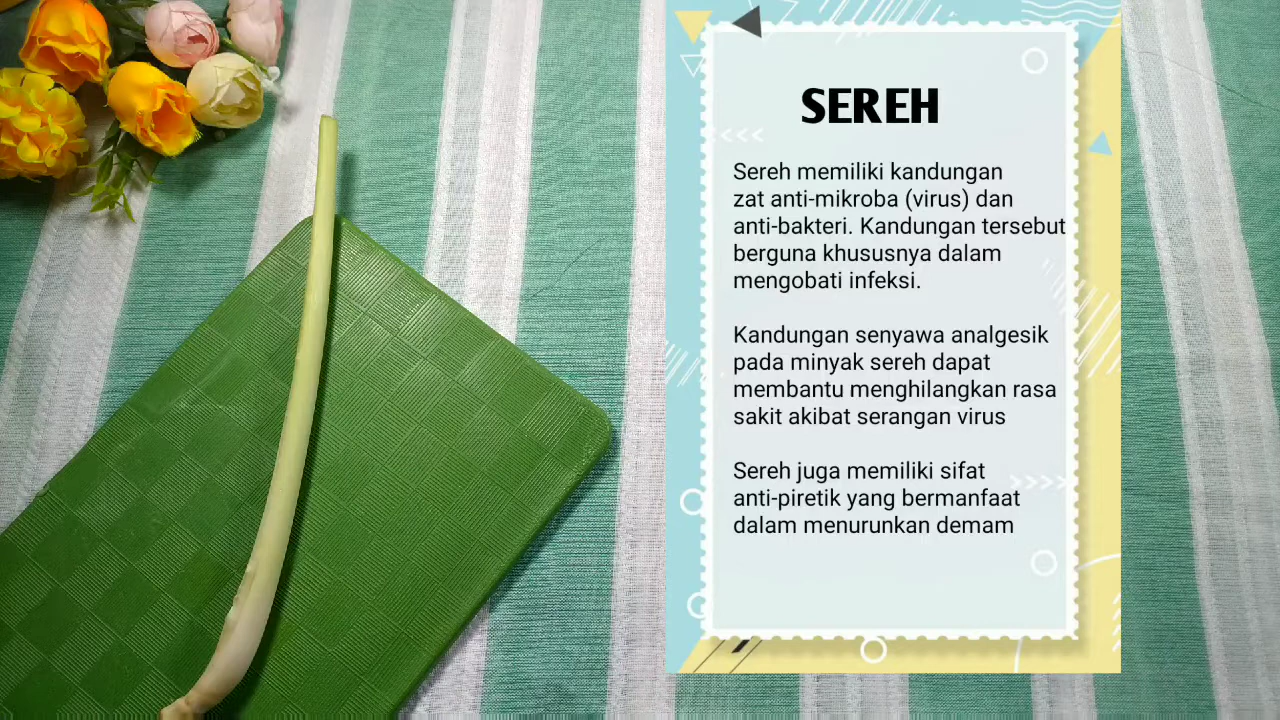 SEREH
Sereh memiliki kandungan
zat anti-mikroba (virus) dan
anti-bakteri. Kandungan tersebut
berguna khususnya dalam
mengobati infeksi.
Kandungan senyawa analgesik
pada minyak sereh dapat
membantu menghilangkan rasa
sakit akibat serangan virus
Sereh juga memiliki sifat
anti-piretik yang bermanfaat
dalam menurunkan demam